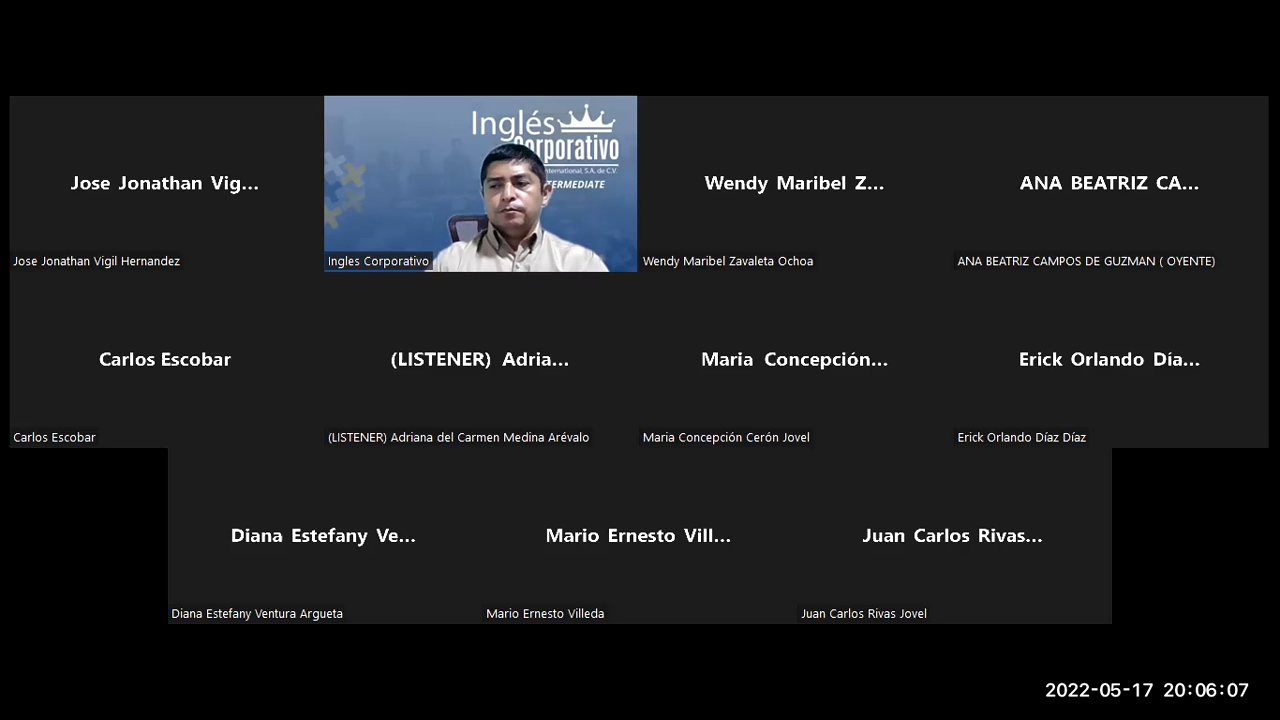 Jose Jonathan Vig...
Jose Jonathan Vigil Hernandez
Inglés
Corporativo
International, S.A. de C.V.
TERMEDIATE
Ingles Corporativo
Wendy Maribel Z...
Wendy Maribel Zavaleta Ochoa
ANA BEATRIZ CA...
ANA BEATRIZ CAMPOS DE GUZMAN ( OYENTE)
Carlos Escobar
Carlos Escobar
(LISTENER) Adria...
(LISTENER) Adriana del Carmen Medina Arévalo
Maria Concepción...
Maria Concepción Cerón Jovel
Erick Orlando Día...
Erick Orlando Díaz Díaz
Diana Estefany Ve...
Diana Estefany Ventura Argueta
Mario Ernesto Vill...
Mario Ernesto Villeda
Juan Carlos Rivas...
Juan Carlos Rivas Jovel
2022-05-17 20:06:07